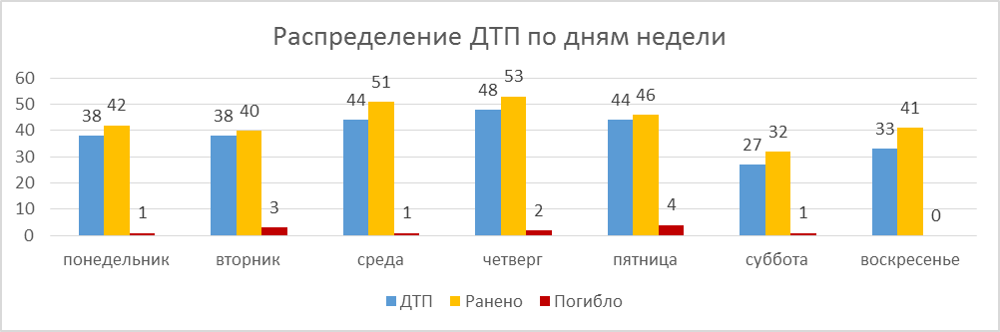 Распределение ДТП по дням недели
60
50
40
30
20
10
0
38 42 1
38 40 3
44 51 1
48 53 2
44 46 4
27 32 1
33 41 0
понедельник вторник среда четверг пятница суббота воскресенье
ДТП Ранено Погибло